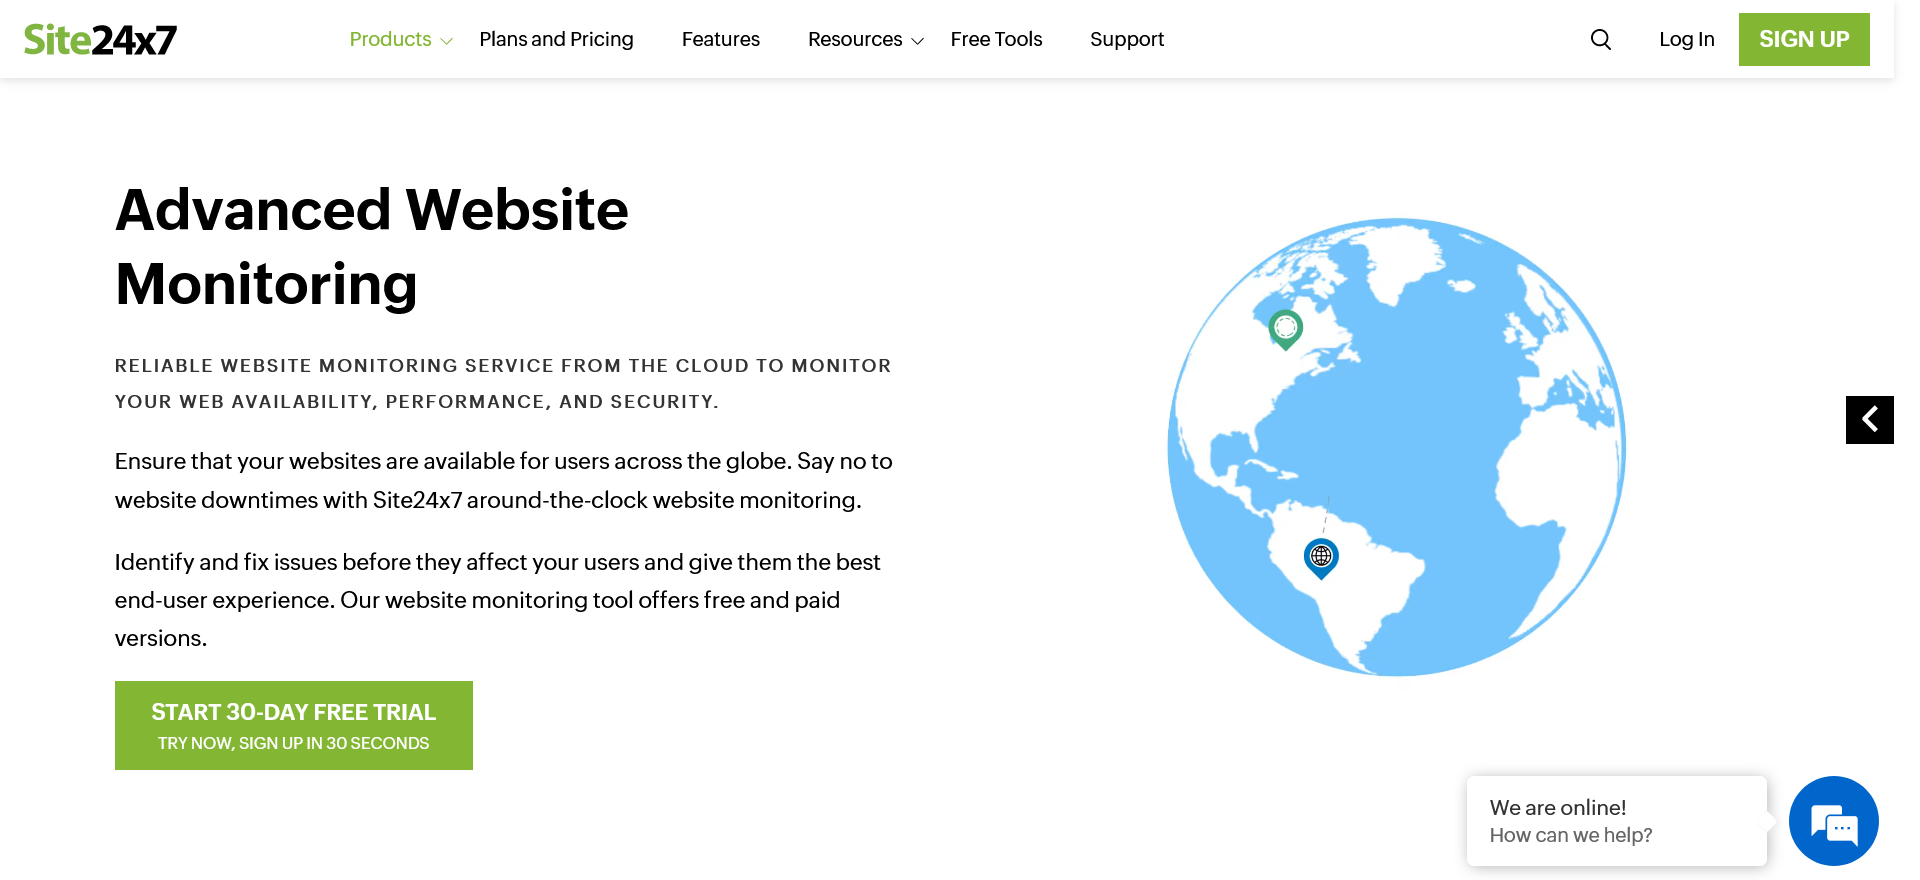 Site24x7
Products
Plans and Pricing
Features
Resources
Free Tools
Support
Log In
SIGN UP
Advanced Website
Monitoring
RELIABLE WEBSITE MONITORING SERVICE FROM THE CLOUD TO MONITOR
YOUR WEB AVAILABILITY, PERFORMANCE, AND SECURITY.
Ensure that your websites are available for users across the globe. Say no to
website downtimes with Site24x7 around-the-clock website monitoring.
Identify and fix issues before they affect your users and give them the best
end-user experience. Our website monitoring tool offers free and paid
versions.
START 30-DAY FREE TRIAL
TRY NOW, SIGN UP IN 30 SECONDS
We are online!
How can we help?